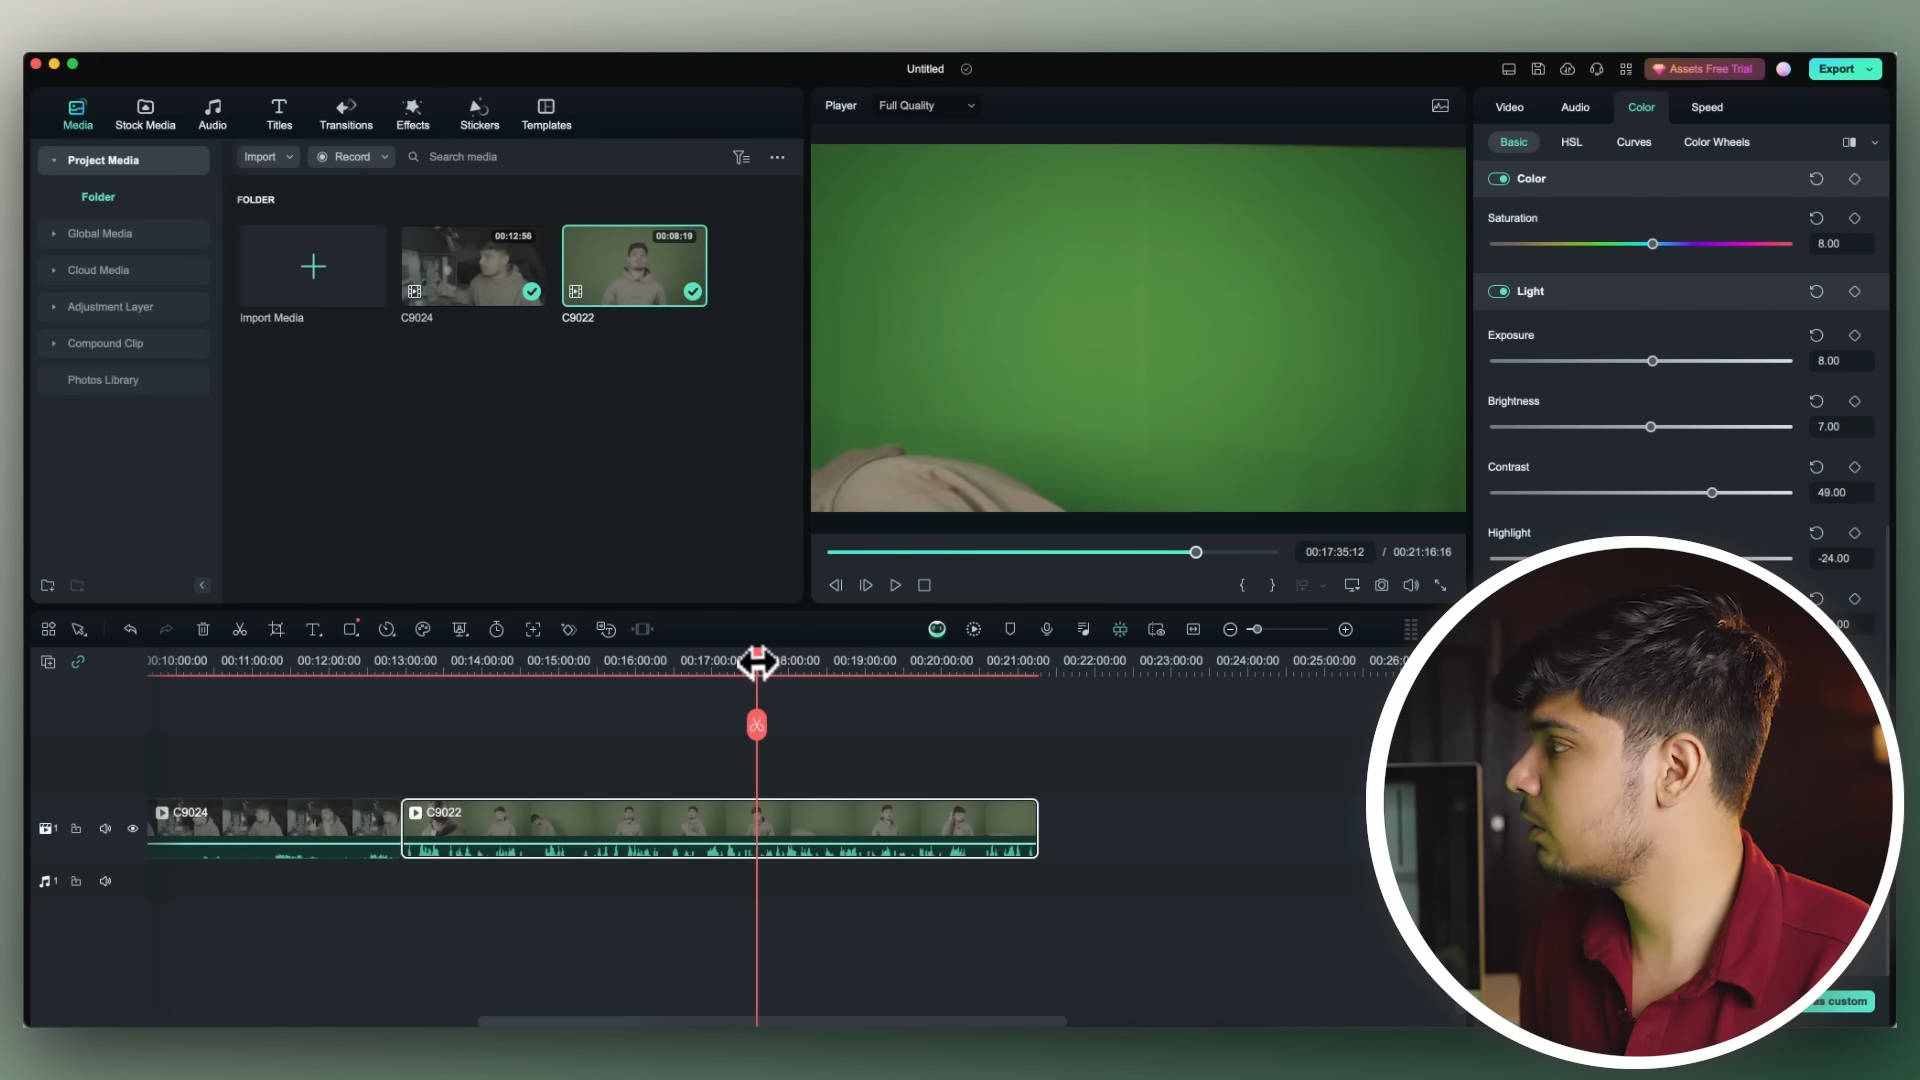 Untitled
Assets Free Trial
Export
Media
Stock Media
Audio
Titles
Transitions
Effects
Stickers
Templates
Player
Full Quality
Video
Audio
Color
Speed
Project Media
Import
Record
Search media
Basic
HSL
Curves
Color Wheels
Folder
FOLDER
Color
Global Media
Cloud Media
Adjustment Layer
Compound Clip
Photos Library
00:12:56
00:08:19
Import Media
C9024
C9022
Saturation
8.00
Light
Exposure
8.00
Brightness
7.00
Contrast
49.00
Highlight
-24.00
.00
00:17:35:12 / 00:21:16:16
00:10:00:00 00:11:00:00 00:12:00:00 00:13:00:00 00:14:00:00 00:15:00:00 00:16:00:00 00:17:00:0 8:00:00 00:19:00:00 00:20:00:00 00:21:00:00 00:22:00:00 00:23:00:00 00:24:00:00 00:25:00:00 00:26:0
C9024
C9022
1
1
as custom